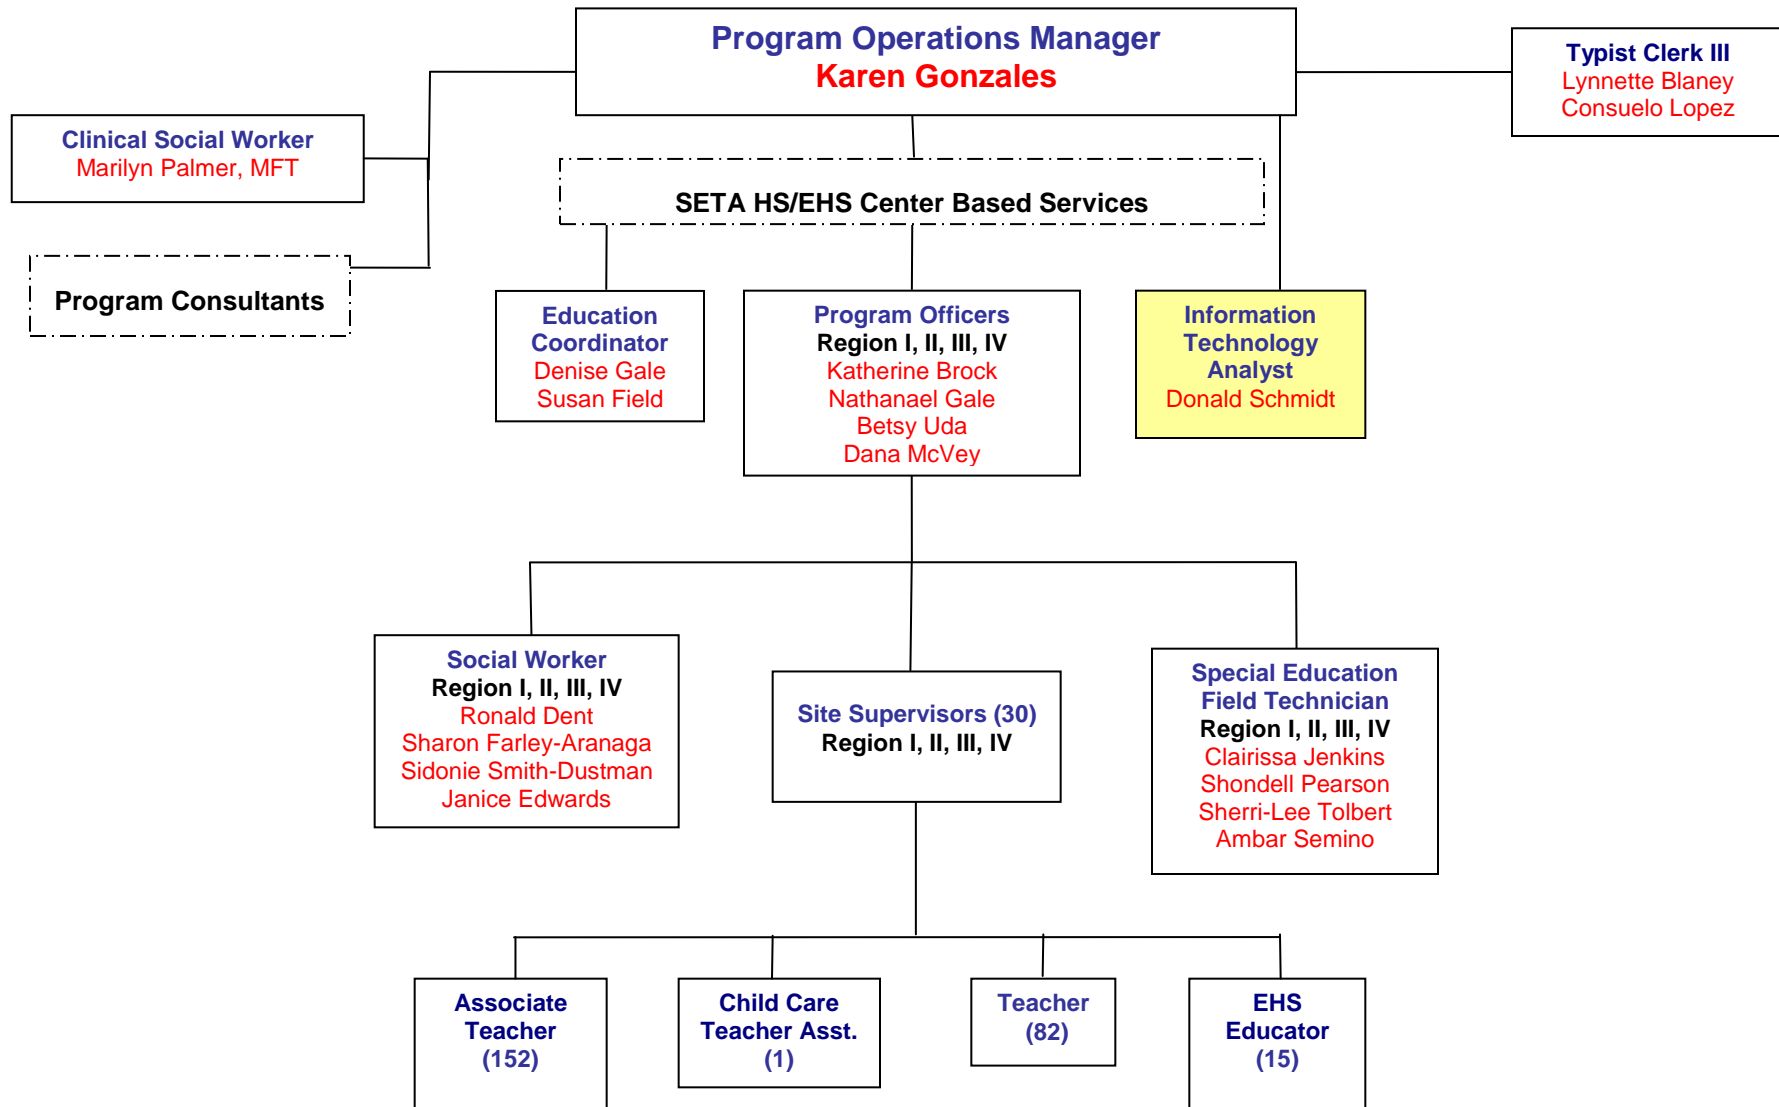 Program Operations Manager
Karen Gonzales
Typist Clerk III
Lynnette Blaney
Consuelo Lopez
Clinical Social Worker
Marilyn Palmer, MFT
SETA HS/EHS Center Based Services
Program Consultants
Education
Coordinator
Denise Gale
Susan Field
Program Officers
Region I, II, III, IV
Katherine Brock
Nathanael Gale
Betsy Uda
Dana McVey
Information
Technology
Analyst
Donald Schmidt
Social Worker
Region I, II, III, IV
Ronald Dent
Sharon Farley-Aranaga
Sidonie Smith-Dustman
Janice Edwards
Site Supervisors (30)
Region I, II, III, IV
Special Education
Field Technician
Region I, II, III, IV
Clairissa Jenkins
Shondell Pearson
Sherri-Lee Tolbert
Ambar Semino
Associate
Teacher
(152)
Child Care
Teacher Asst.
(1)
Teacher
(82)
EHS
Educator
(15)